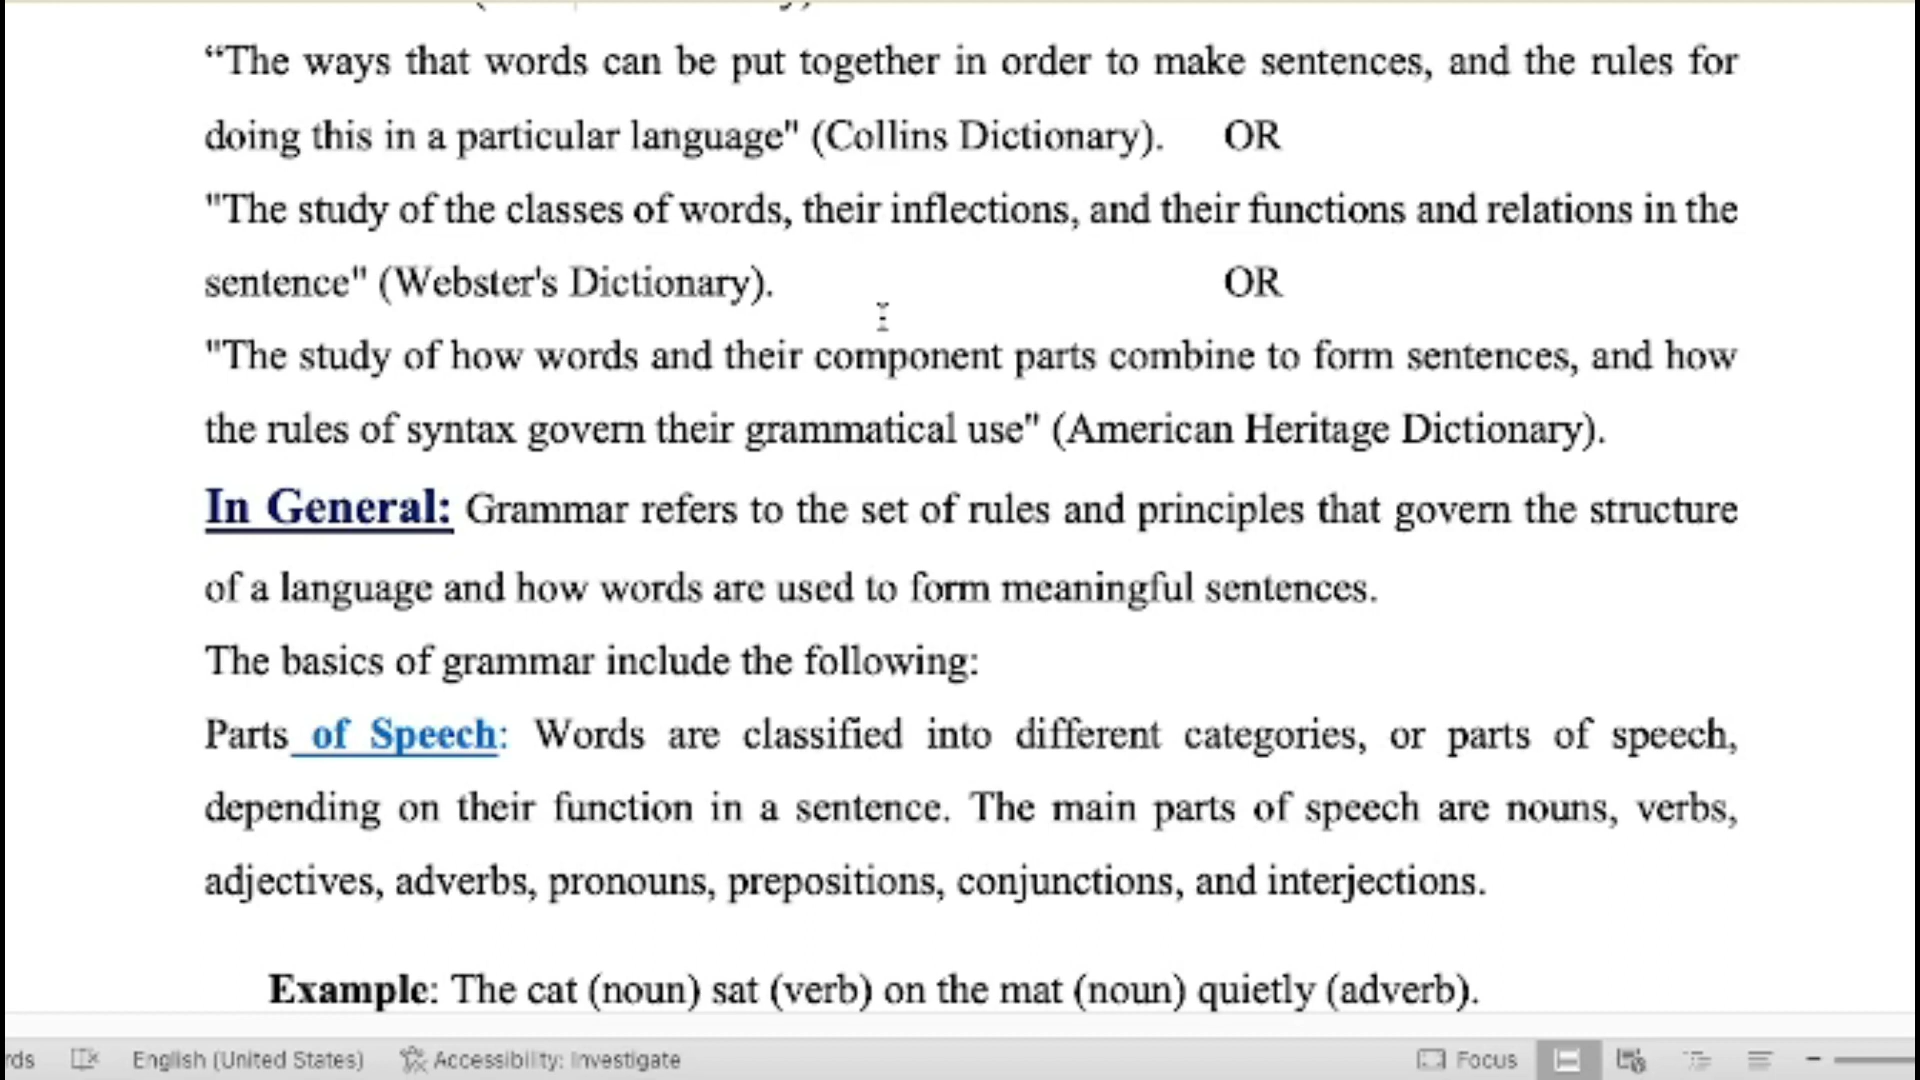 “The ways that words can be put together in order to make sentences, and the rules for
doing this in a particular language" (Collins Dictionary). OR
"The study of the classes of words, their inflections, and their functions and relations in the
sentence" (Webster's Dictionary). OR
"The study of how words and their component parts combine to form sentences, and how
the rules of syntax govern their grammatical use" (American Heritage Dictionary).
In General: Grammar refers to the set of rules and principles that govern the structure
of a language and how words are used to form meaningful sentences.
The basics of grammar include the following:
Parts of Speech: Words are classified into different categories, or parts of speech,
depending on their function in a sentence. The main parts of speech are nouns, verbs,
adjectives, adverbs, pronouns, prepositions, conjunctions, and interjections.
Example: The cat (noun) sat (verb) on the mat (noun) quietly (adverb).
rds English (United States) Accessibility: Investigate Focus